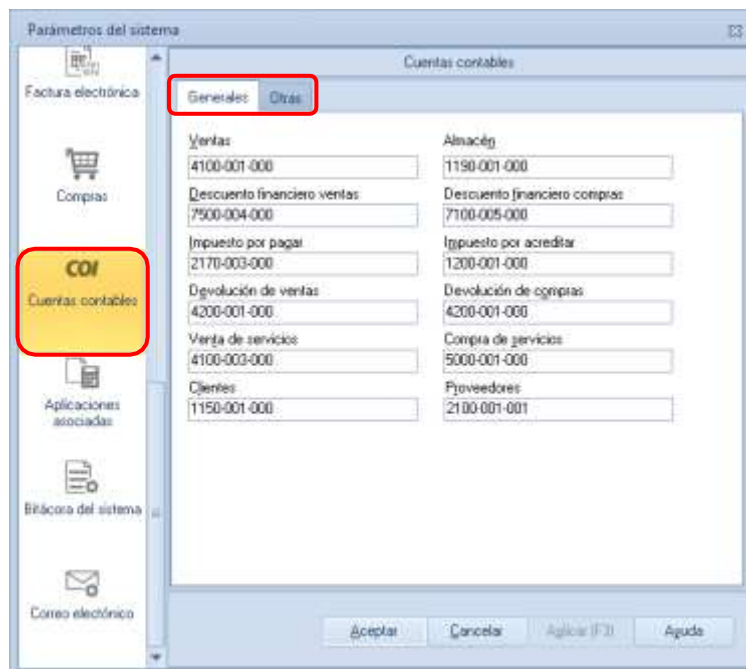 Parámetros del sistema
Factura electrónica
Compras
COI
Cuentas contables
Aplicaciones
asociadas
Bitácora del sistema
Correo electrónico
Cuentas contables
Generales Otras
Ventas Almacén
4100-001-000 1190-001-000
Descuento financiero ventas Descuento financiero compras
7500-004-000 7100-005-000
Impuesto por pagar Impuesto por acreditar
2170-003-000 1200-001-000
Devolución de ventas Devolución de compras
4200-001-000 4200-001-000
Venta de servicios Compra de servicios
4100-003-000 5000-001-000
Clientes Proveedores
1150-001-000 2100-001-001
Aceptar Cancelar Aplicar (F3) Ayuda